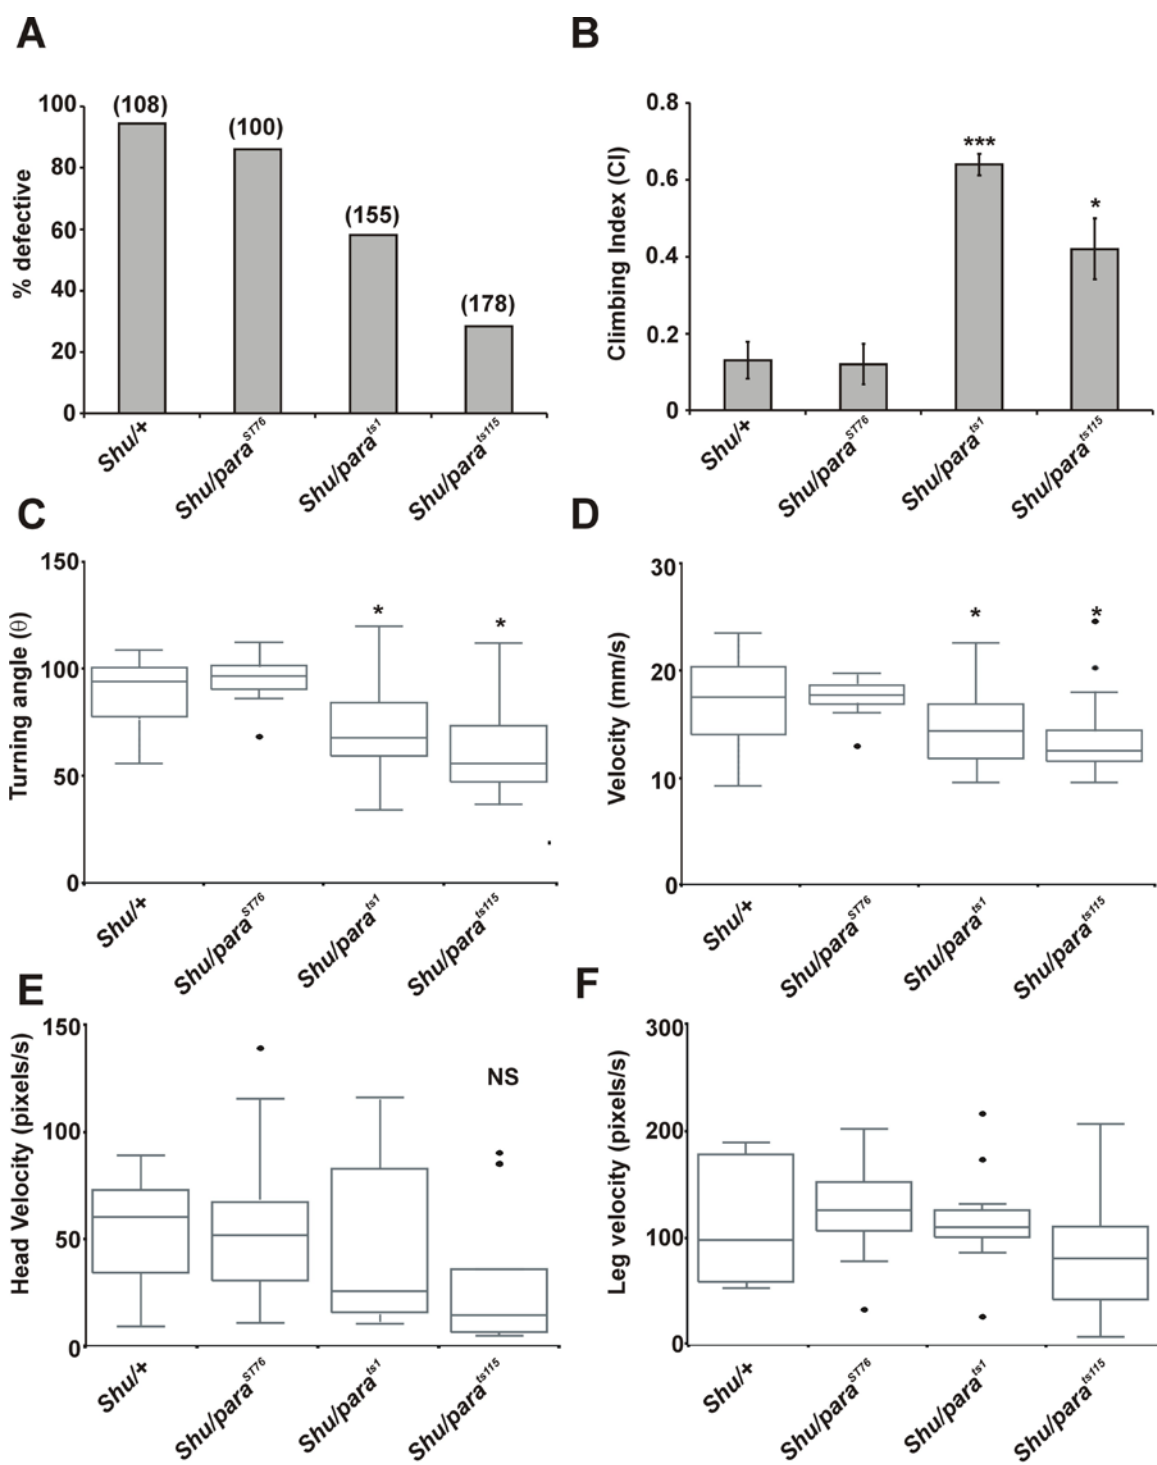 A
% defective
100
80
60
40
20
0
(108)
(100)
(155)
(178)
Shu/+
Shu/para ST76
Shu/para ts1
Shu/para ts115
B
Climbing Index (CI)
0.8
0.6
0.4
0.2
0
***
*
Shu/+
Shu/para ST76
Shu/para ts1
Shu/para ts115
C
Turning angle (θ)
150
100
50
0
*
*
Shu/+
Shu/para ST76
Shu/para ts1
Shu/para ts115
D
Velocity (mm/s)
30
20
10
0
*
*
Shu/+
Shu/para ST76
Shu/para ts1
Shu/para ts115
E
Head Velocity (pixels/s)
150
100
50
0
NS
Shu/+
Shu/para ST76
Shu/para ts1
Shu/para ts115
F
Leg velocity (pixels/s)
300
200
100
0
Shu/+
Shu/para ST76
Shu/para ts1
Shu/para ts115